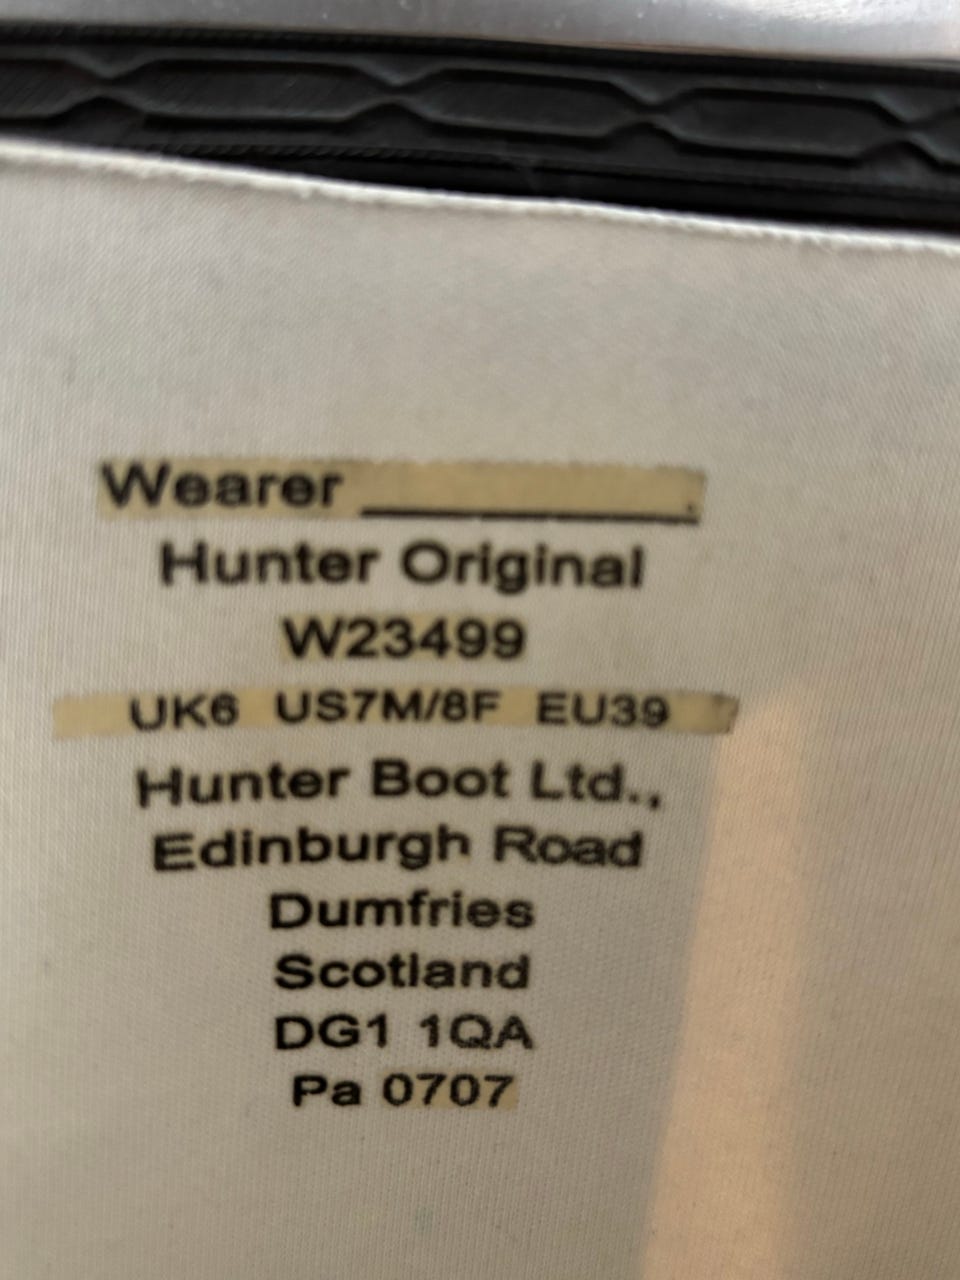 Wearer ____________
Hunter Original
W23499
UK6 US7M/8F EU39
Hunter Boot Ltd.,
Edinburgh Road
Dumfries
Scotland
DG1 1QA
Pa 0707